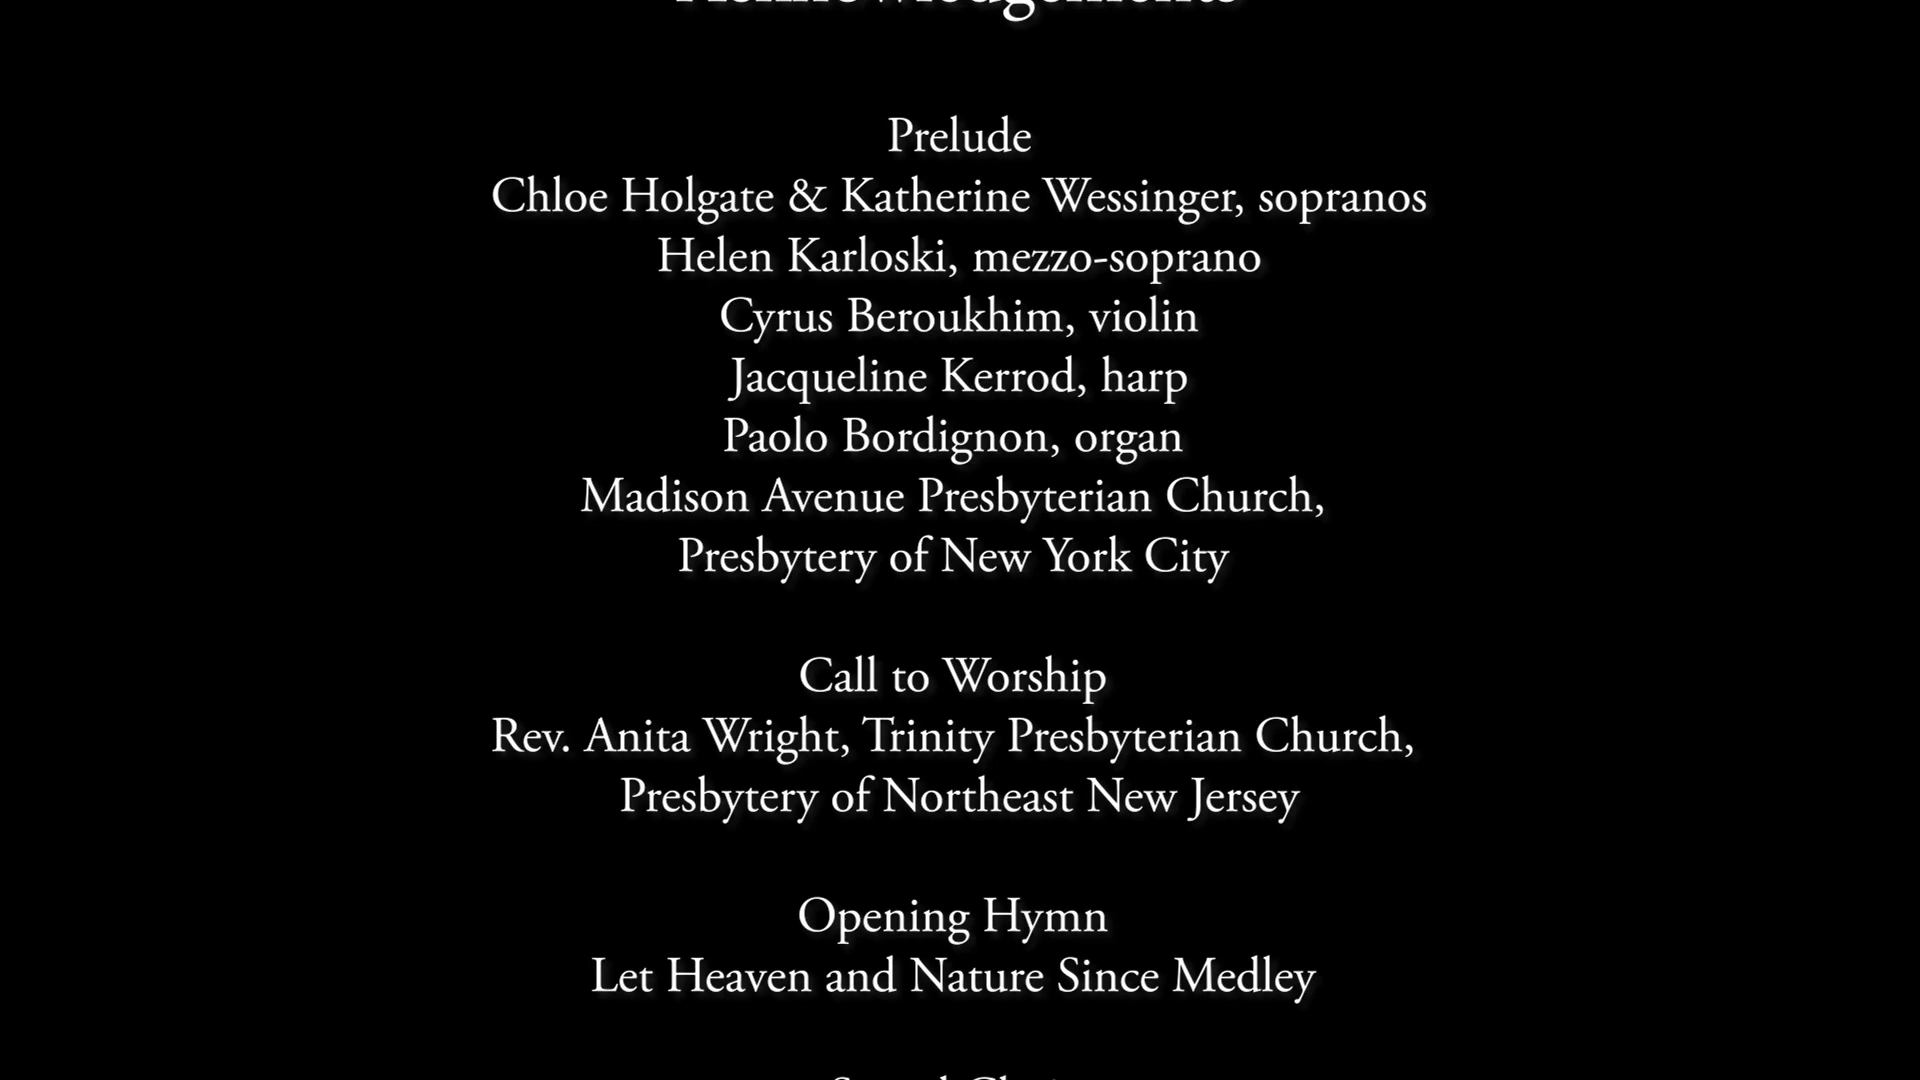 Acknowledgements
Prelude
Chloe Holgate & Katherine Wessinger, sopranos
Helen Karloski, mezzo-soprano
Cyrus Beroukhim, violin
Jacqueline Kerrod, harp
Paolo Bordignon, organ
Madison Avenue Presbyterian Church,
Presbytery of New York City
Call to Worship
Rev. Anita Wright, Trinity Presbyterian Church,
Presbytery of Northeast New Jersey
Opening Hymn
Let Heaven and Nature Since Medley